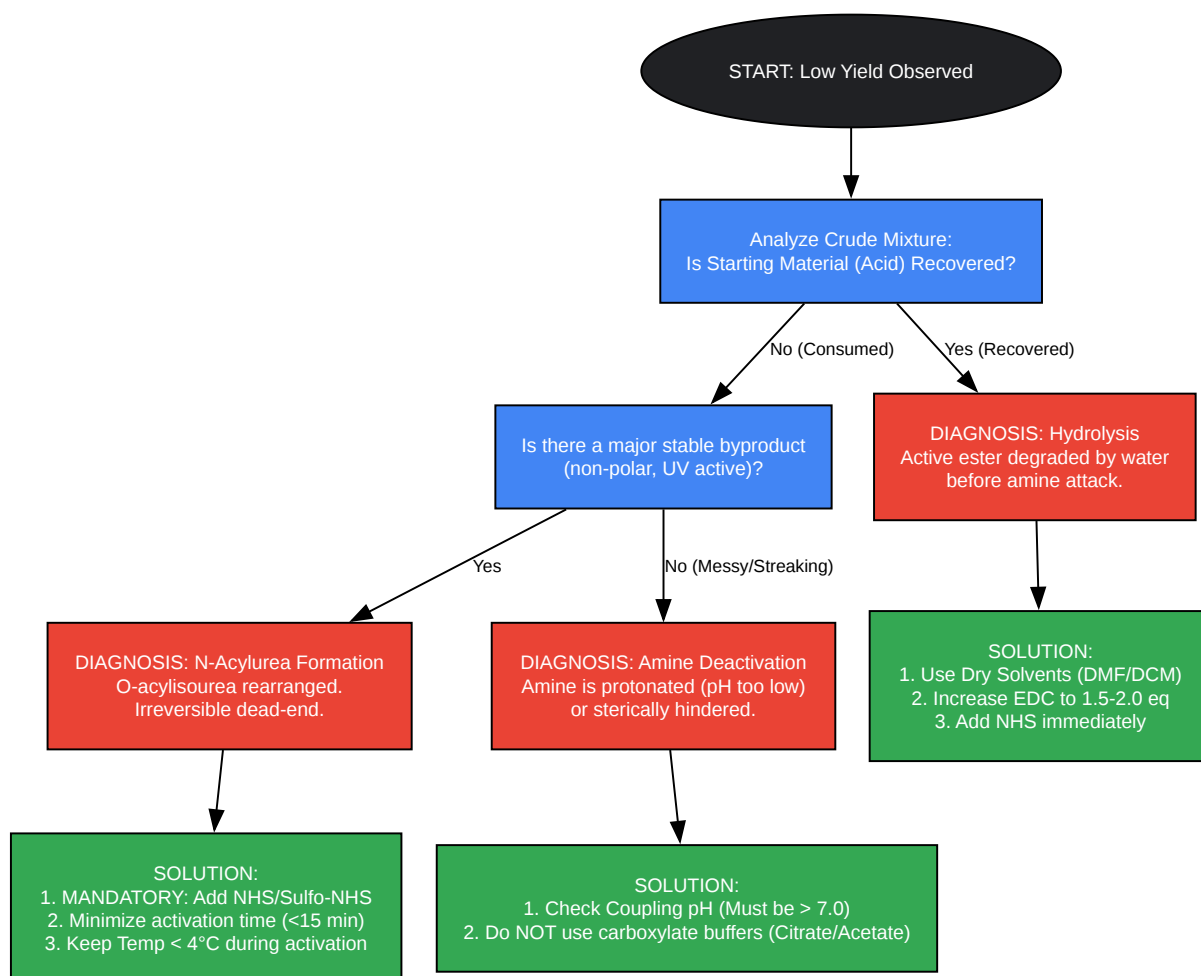 START: Low Yield Observed
Analyze Crude Mixture:
Is Starting Material (Acid) Recovered?
No (Consumed)
Yes (Recovered)
Is there a major stable byproduct
(non-polar, UV active)?
DIAGNOSIS: Hydrolysis
Active ester degraded by water
before amine attack.
Yes
No (Messy/Streaking)
DIAGNOSIS: N-Acylurea Formation
O-acylisourea rearranged.
Irreversible dead-end.
DIAGNOSIS: Amine Deactivation
Amine is protonated (pH too low)
or sterically hindered.
SOLUTION:
1. Use Dry Solvents (DMF/DCM)
2. Increase EDC to 1.5-2.0 eq
3. Add NHS immediately
SOLUTION:
1. MANDATORY: Add NHS/Sulfo-NHS
2. Minimize activation time (<15 min)
3. Keep Temp < 4°C during activation
SOLUTION:
1. Check Coupling pH (Must be > 7.0)
2. Do NOT use carboxylate buffers (Citrate/Acetate)